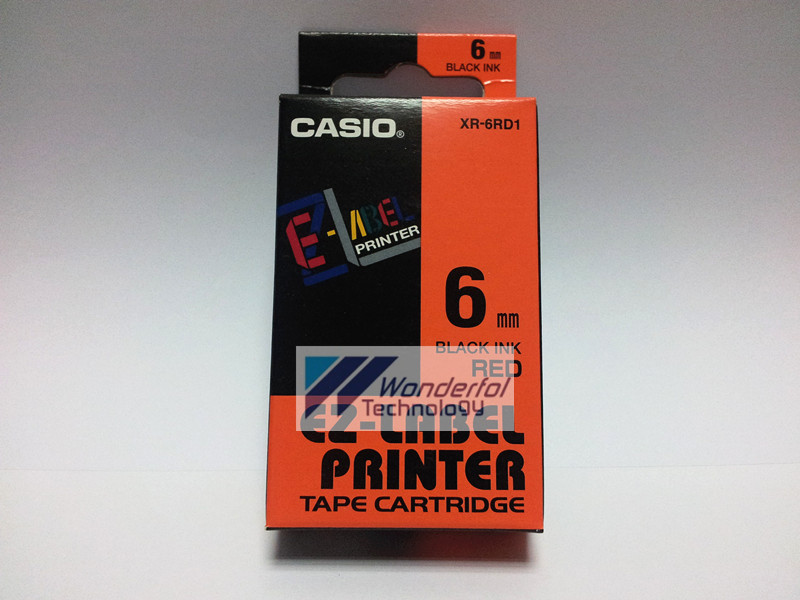 6 mm
BLACK INK
CASIO®
XR-6RD1
E-LABEL
PRINTER
6 mm
BLACK INK
RED
Wonderfol
Technology
EZ-LABEL
PRINTER
TAPE CARTRIDGE